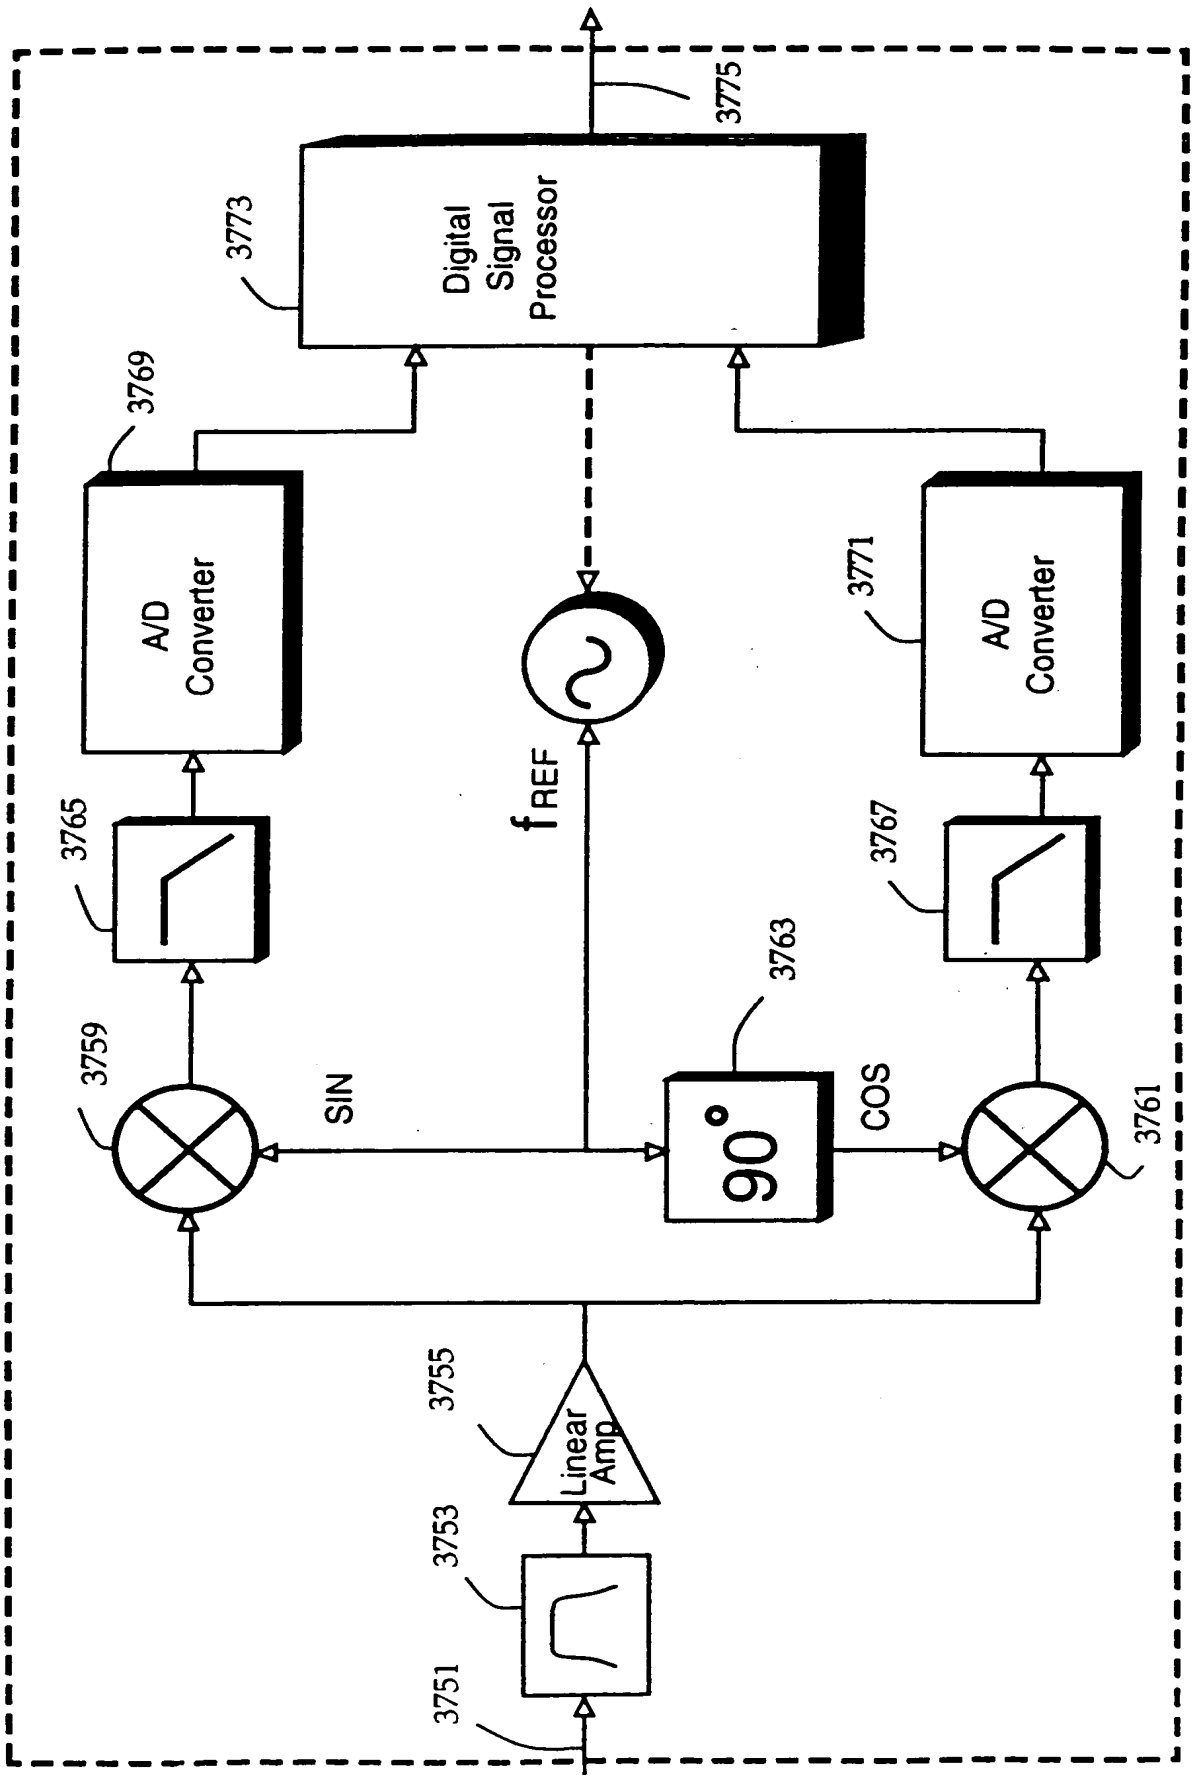 3751
3753
3755
Linear
Amp
3759
SIN
90°
3763
COS
3761
3765
fREF
3767
A/D
Converter
3769
A/D
Converter
3771
Digital
Signal
Processor
3773
3775